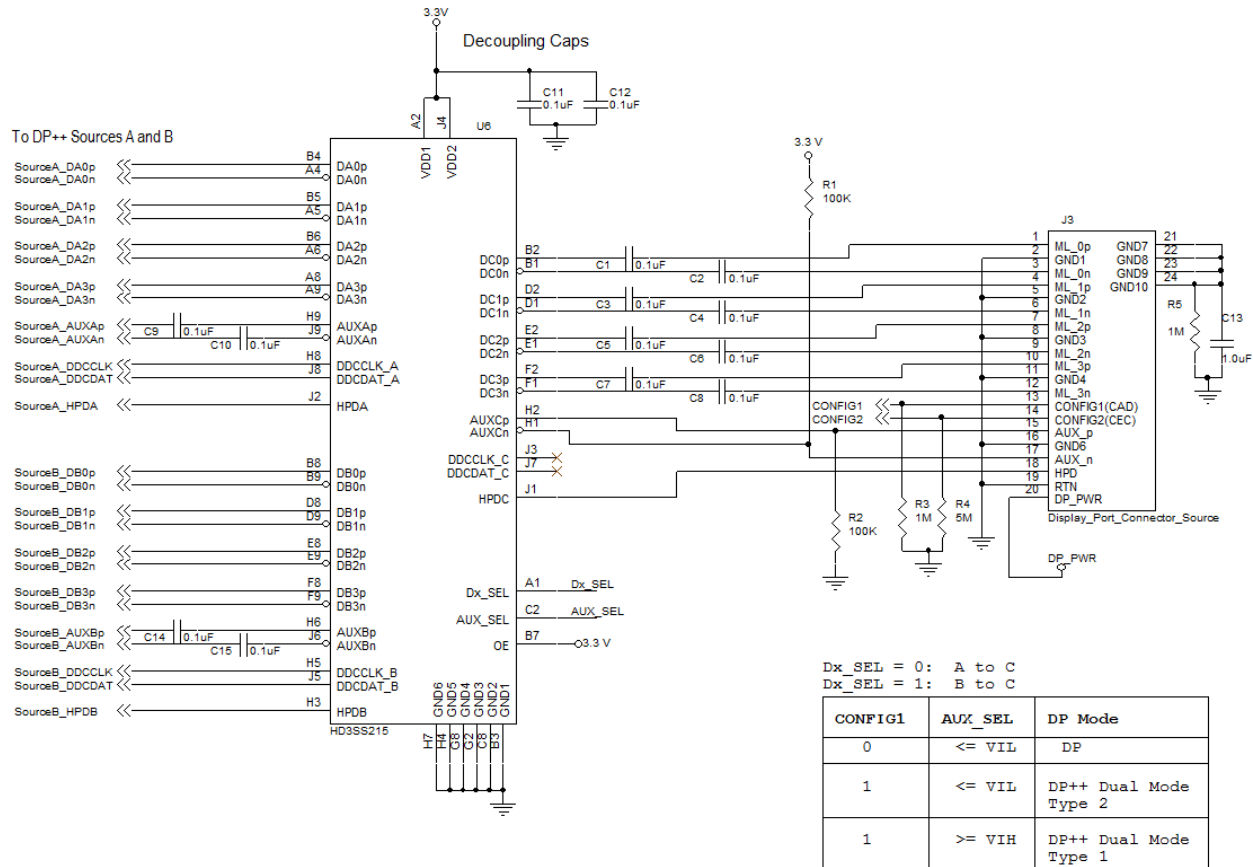 3.3V
Decoupling Caps
C11
0.1uF
C12
0.1uF
To DP++ Sources A and B
A2
J4
U6
VDD1
VDD2
SourceA_DA0p B4 DA0p
SourceA_DA0n A4 DA0n
SourceA_DA1p B5 DA1p
SourceA_DA1n A5 DA1n
SourceA_DA2p B6 DA2p
SourceA_DA2n A6 DA2n
SourceA_DA3p A8 DA3p
SourceA_DA3n A9 DA3n
SourceA_AUXAp C9 0.1uF H9 AUXAp
SourceA_AUXAn C10 0.1uF J9 AUXAn
SourceA_DDCCLK H8 DDCCLK_A
SourceA_DDCDAT J8 DDCDAT_A
SourceA_HPDA J2 HPDA
SourceB_DB0p B8 DB0p
SourceB_DB0n B9 DB0n
SourceB_DB1p D8 DB1p
SourceB_DB1n D9 DB1n
SourceB_DB2p E8 DB2p
SourceB_DB2n E9 DB2n
SourceB_DB3p F8 DB3p
SourceB_DB3n F9 DB3n
SourceB_AUXBp C14 0.1uF H6 AUXBp
SourceB_AUXBn C15 0.1uF J6 AUXBn
SourceB_DDCCLK H5 DDCCLK_B
SourceB_DDCDAT J5 DDCDAT_B
SourceB_HPDB H3 HPDB
HD3SS215
GND6
GND5
GND4
GND3
GND2
GND1
H7
H4
G8
G2
C8
B3
DC0p B2 C1 0.1uF
DC0n B1 C2 0.1uF
DC1p D2 C3 0.1uF
DC1n D1 C4 0.1uF
DC2p E2 C5 0.1uF
DC2n E1 C6 0.1uF
DC3p F2 C7 0.1uF
DC3n F1 C8 0.1uF
AUXCp H2
AUXCn H1
DDCCLK_C J3
DDCDAT_C J7
HPDC J1
Dx_SEL A1 Dx_SEL
AUX_SEL C2 AUX_SEL
OE B7 3.3 V
3.3 V
R1
100K
R2
100K
CONFIG1
CONFIG2
R3
1M
R4
5M
J3
1 ML_0p
2 GND1
3 ML_0n
4 ML_1p
5 GND2
6 ML_1n
7 ML_2p
8 GND3
9 ML_2n
10 ML_3p
11 GND4
12 ML_3n
13 CONFIG1(CAD)
14 CONFIG2(CEC)
15 AUX_p
16 GND6
17 AUX_n
18 HPD
19 RTN
20 DP_PWR
GND7 21
GND8 22
GND9 23
GND10 24
Display_Port_Connector_Source
R5
1M
C13
1.0uF
DP_PWR
Dx_SEL = 0: A to C
Dx_SEL = 1: B to C
CONFIG1 AUX_SEL DP Mode
0 <= VIL DP
1 <= VIL DP++ Dual Mode
Type 2
1 >= VIH DP++ Dual Mode
Type 1